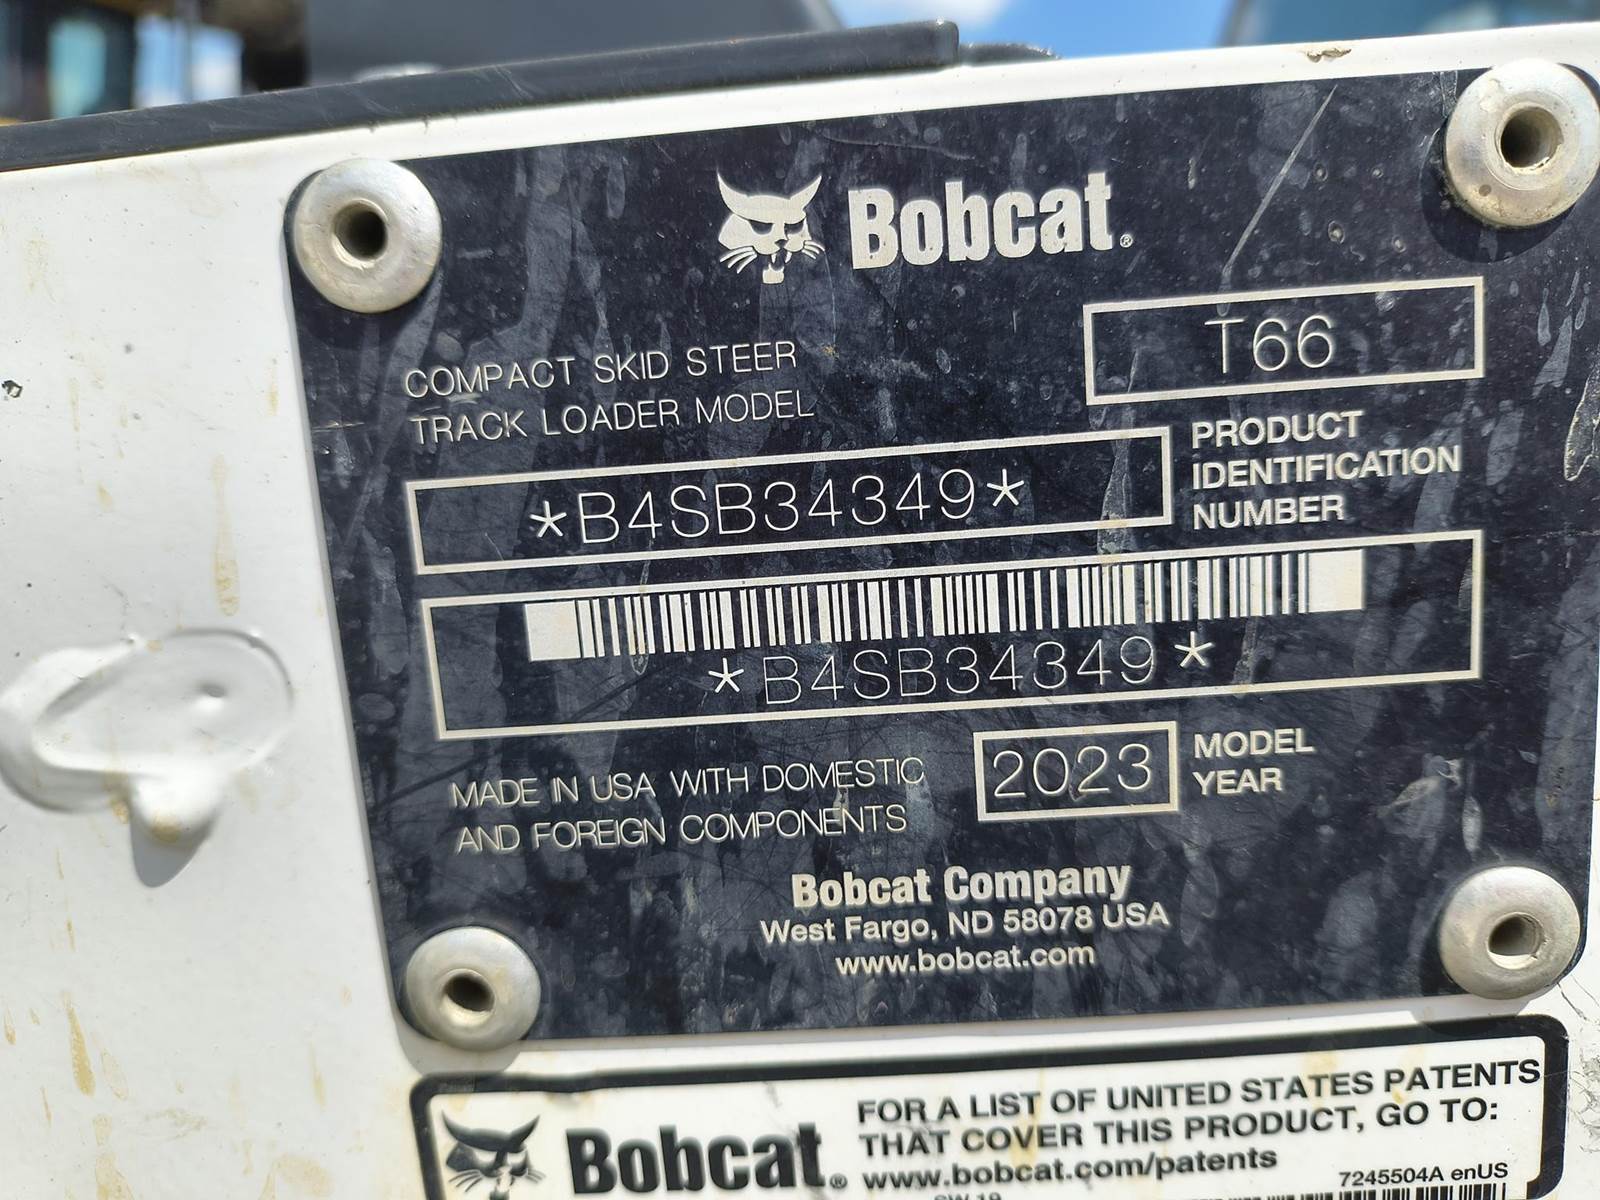 Bobcat®
T66
COMPACT SKID STEER
TRACK LOADER MODEL
*B4SB34349*
PRODUCT
IDENTIFICATION
NUMBER
*B4SB34349*
MADE IN USA WITH DOMESTIC
AND FOREIGN COMPONENTS
2023
MODEL
YEAR
Bobcat Company
West Fargo, ND 58078 USA
www.bobcat.com
Bobcat®
FOR A LIST OF UNITED STATES PATENTS
THAT COVER THIS PRODUCT, GO TO:
www.bobcat.com/patents
7245504A enUS